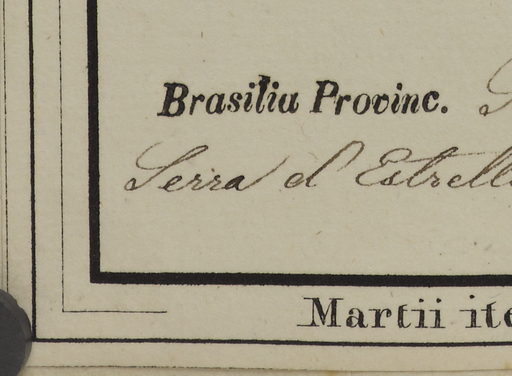 Brasilia Provinc.
Serra d'Estrell
Martii ite